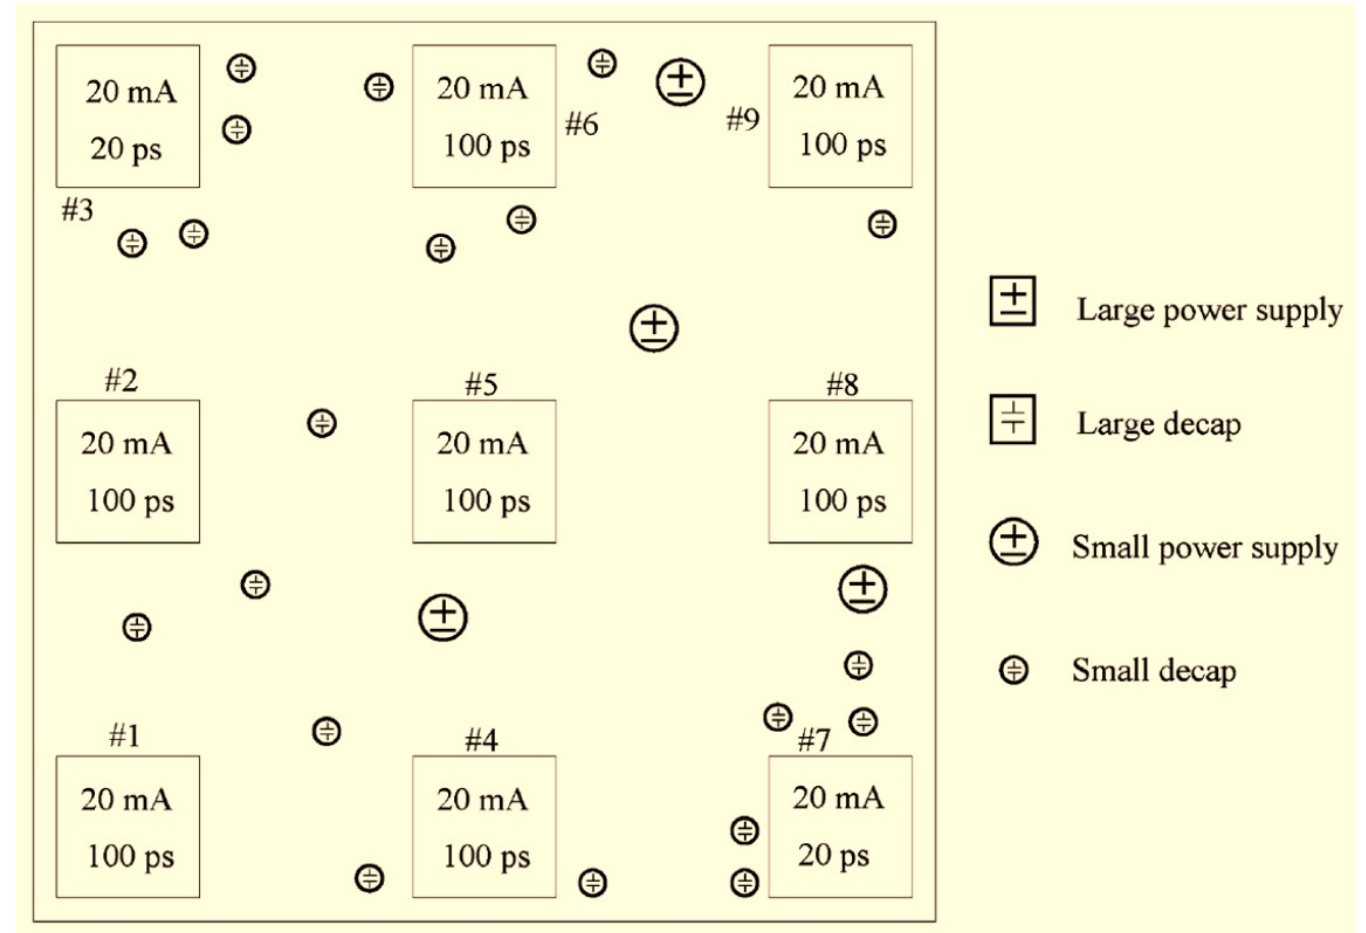 20 mA
20 ps
#3
20 mA
100 ps
#6
#9
20 mA
100 ps
#2
20 mA
100 ps
#5
20 mA
100 ps
#8
20 mA
100 ps
#1
20 mA
100 ps
#4
20 mA
100 ps
#7
20 mA
20 ps
Large power supply
Large decap
Small power supply
Small decap